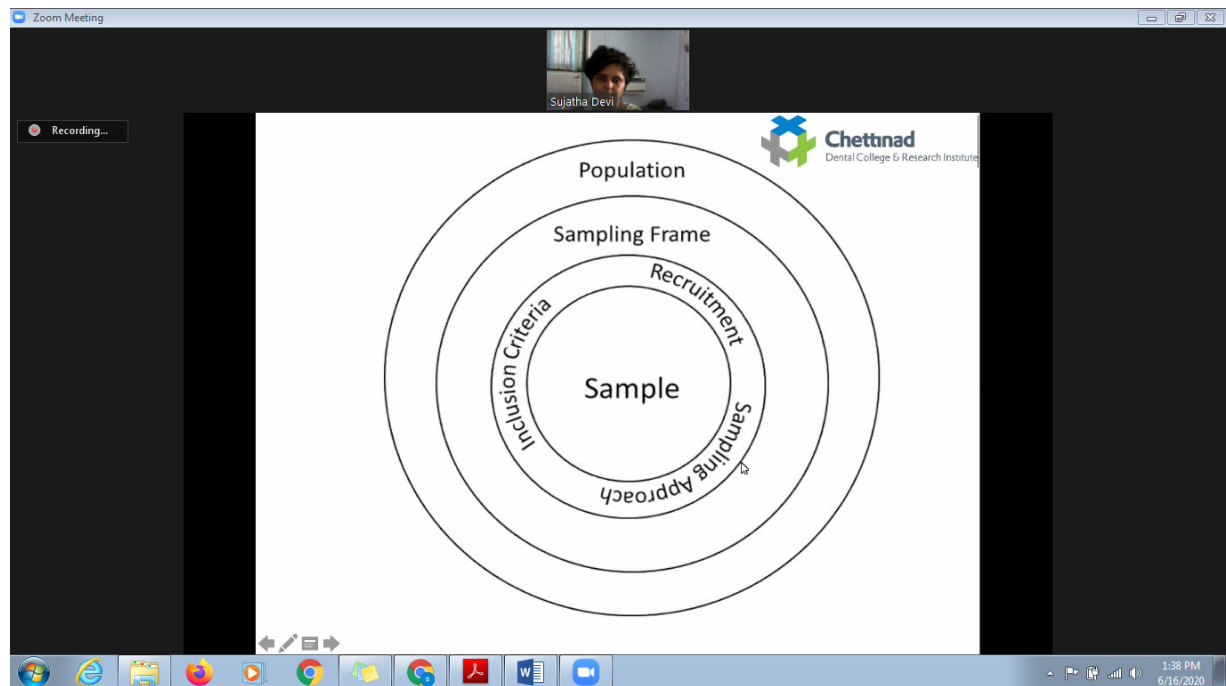 Zoom Meeting
Sujatha Devi
Recording...
Chettinad
Dental College & Research Institute
Population
Sampling Frame
Recruitment
Inclusion Criteria
Sample
Sampling Approach
W
1:38 PM
6/16/2020